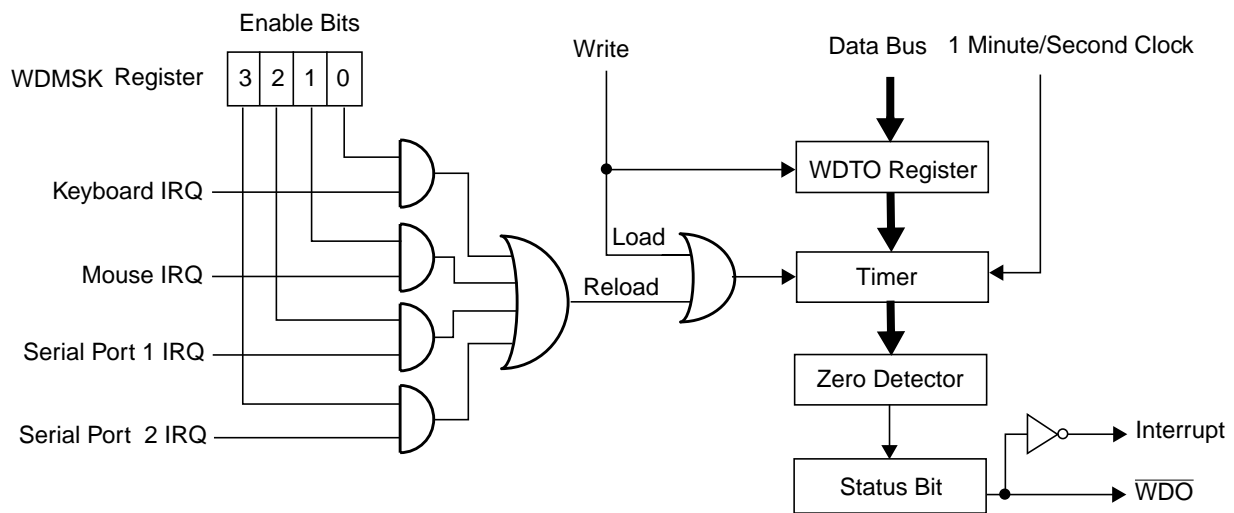 Enable Bits
WDMSK Register
3 2 1 0
Write
Data Bus
1 Minute/Second Clock
Keyboard IRQ
WDTO Register
Mouse IRQ
Load
Reload
Timer
Serial Port 1 IRQ
Zero Detector
Serial Port 2 IRQ
Interrupt
Status Bit
WDO